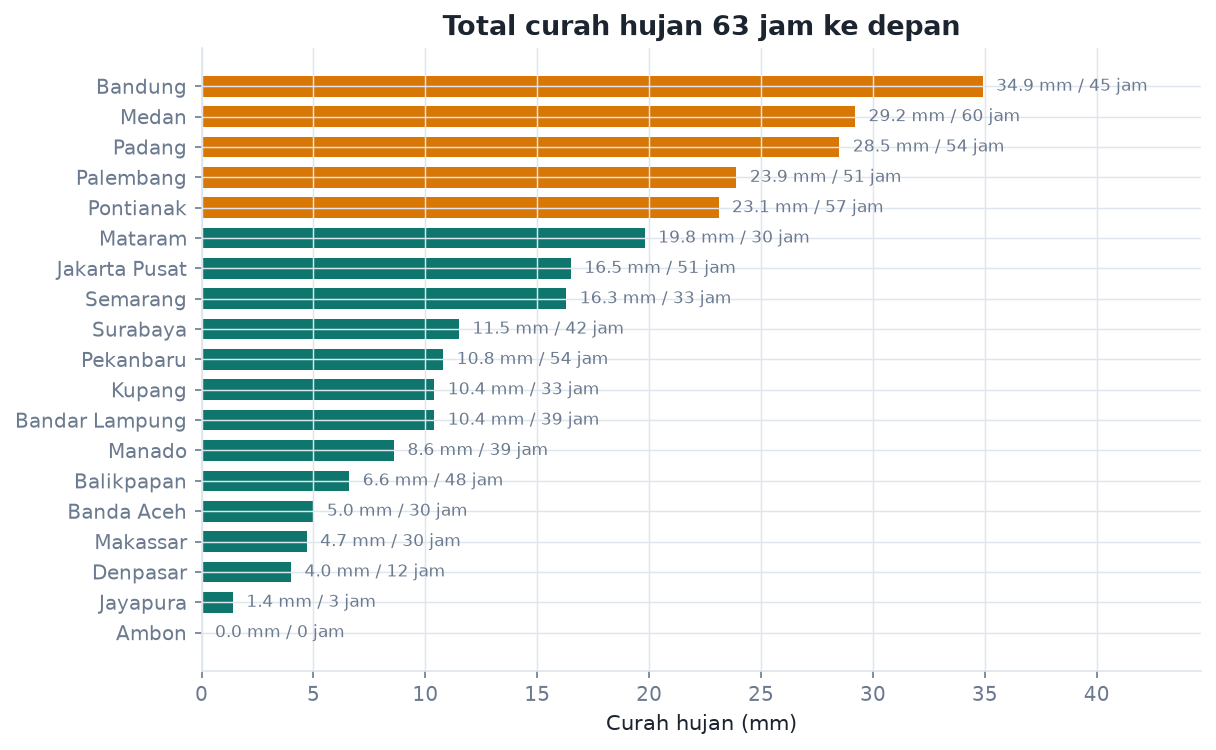 Total curah hujan 63 jam ke depan
Bandung 34.9 mm / 45 jam
Medan 29.2 mm / 60 jam
Padang 28.5 mm / 54 jam
Palembang 23.9 mm / 51 jam
Pontianak 23.1 mm / 57 jam
Mataram 19.8 mm / 30 jam
Jakarta Pusat 16.5 mm / 51 jam
Semarang 16.3 mm / 33 jam
Surabaya 11.5 mm / 42 jam
Pekanbaru 10.8 mm / 54 jam
Kupang 10.4 mm / 33 jam
Bandar Lampung 10.4 mm / 39 jam
Manado 8.6 mm / 39 jam
Balikpapan 6.6 mm / 48 jam
Banda Aceh 5.0 mm / 30 jam
Makassar 4.7 mm / 30 jam
Denpasar 4.0 mm / 12 jam
Jayapura 1.4 mm / 3 jam
Ambon 0.0 mm / 0 jam
0 5 10 15 20 25 30 35 40
Curah hujan (mm)